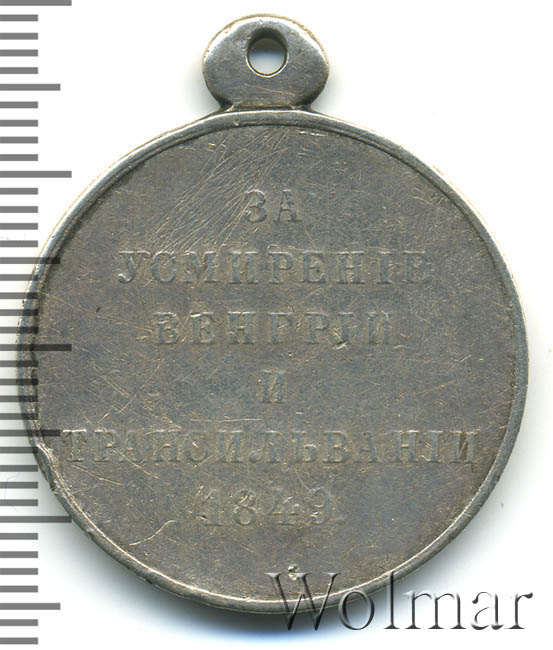 ЗА
УСМИРЕНІЕ
ВЕНГРІИ
И
ТРАНСИЛЬВАНІИ
1849.
Wolmar